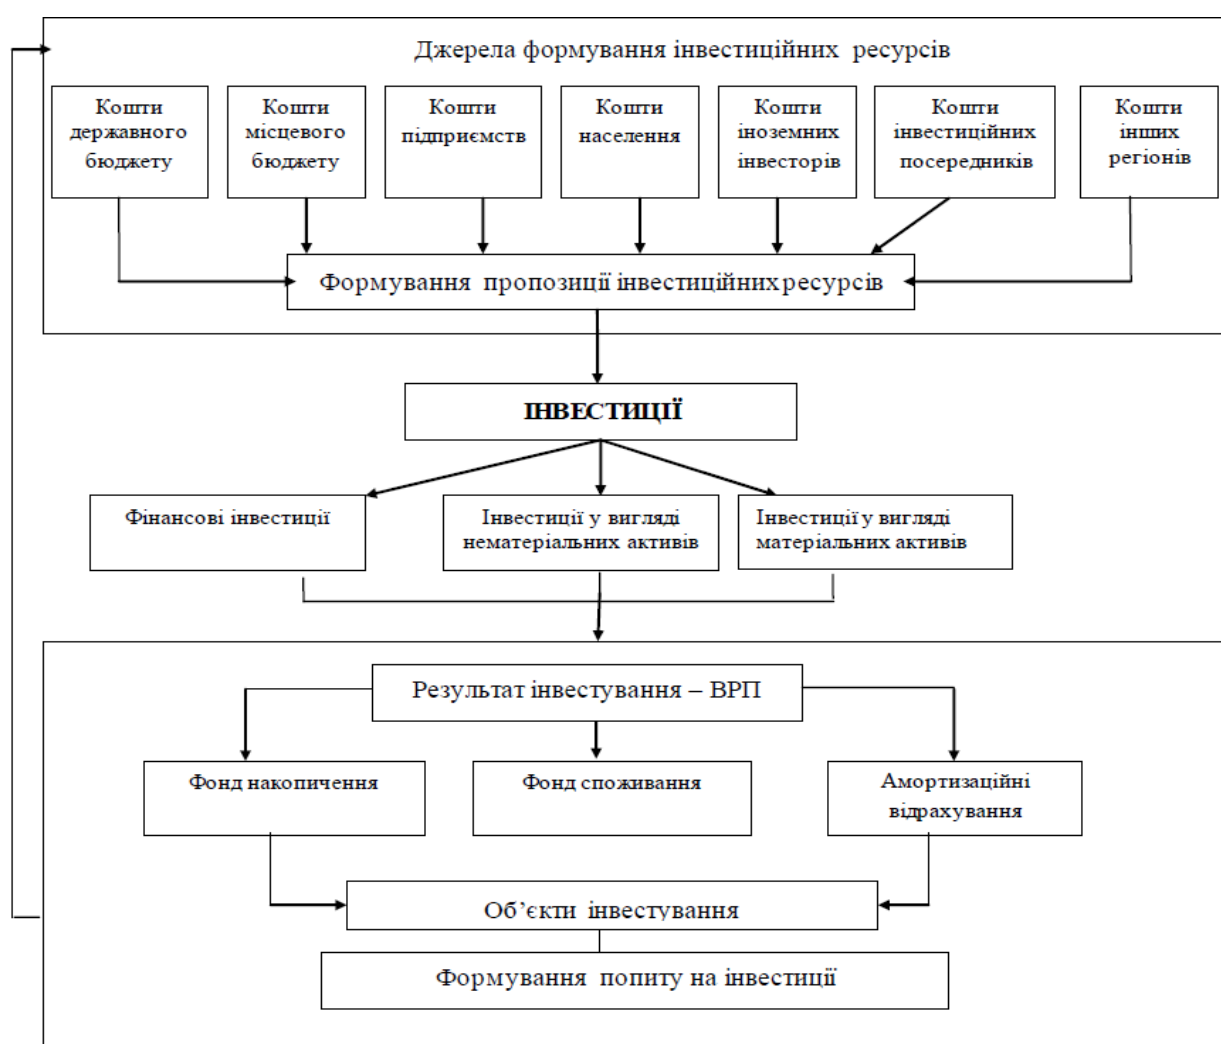 Джерела формування інвестиційних ресурсів
Кошти
державного
бюджету
Кошти
місцевого
бюджету
Кошти
підприємств
Кошти
населення
Кошти
іноземних
інвесторів
Кошти
інвестиційних
посередників
Кошти
інших
регіонів
Формування пропозиції інвестиційних ресурсів
ІНВЕСТИЦІЇ
Фінансові інвестиції
Інвестиції у вигляді
нематеріальних активів
Інвестиції у вигляді
матеріальних активів
Результат інвестування – ВРП
Фонд накопичення
Фонд споживання
Амортизаційні
відрахування
Об’єкти інвестування
Формування попиту на інвестиції